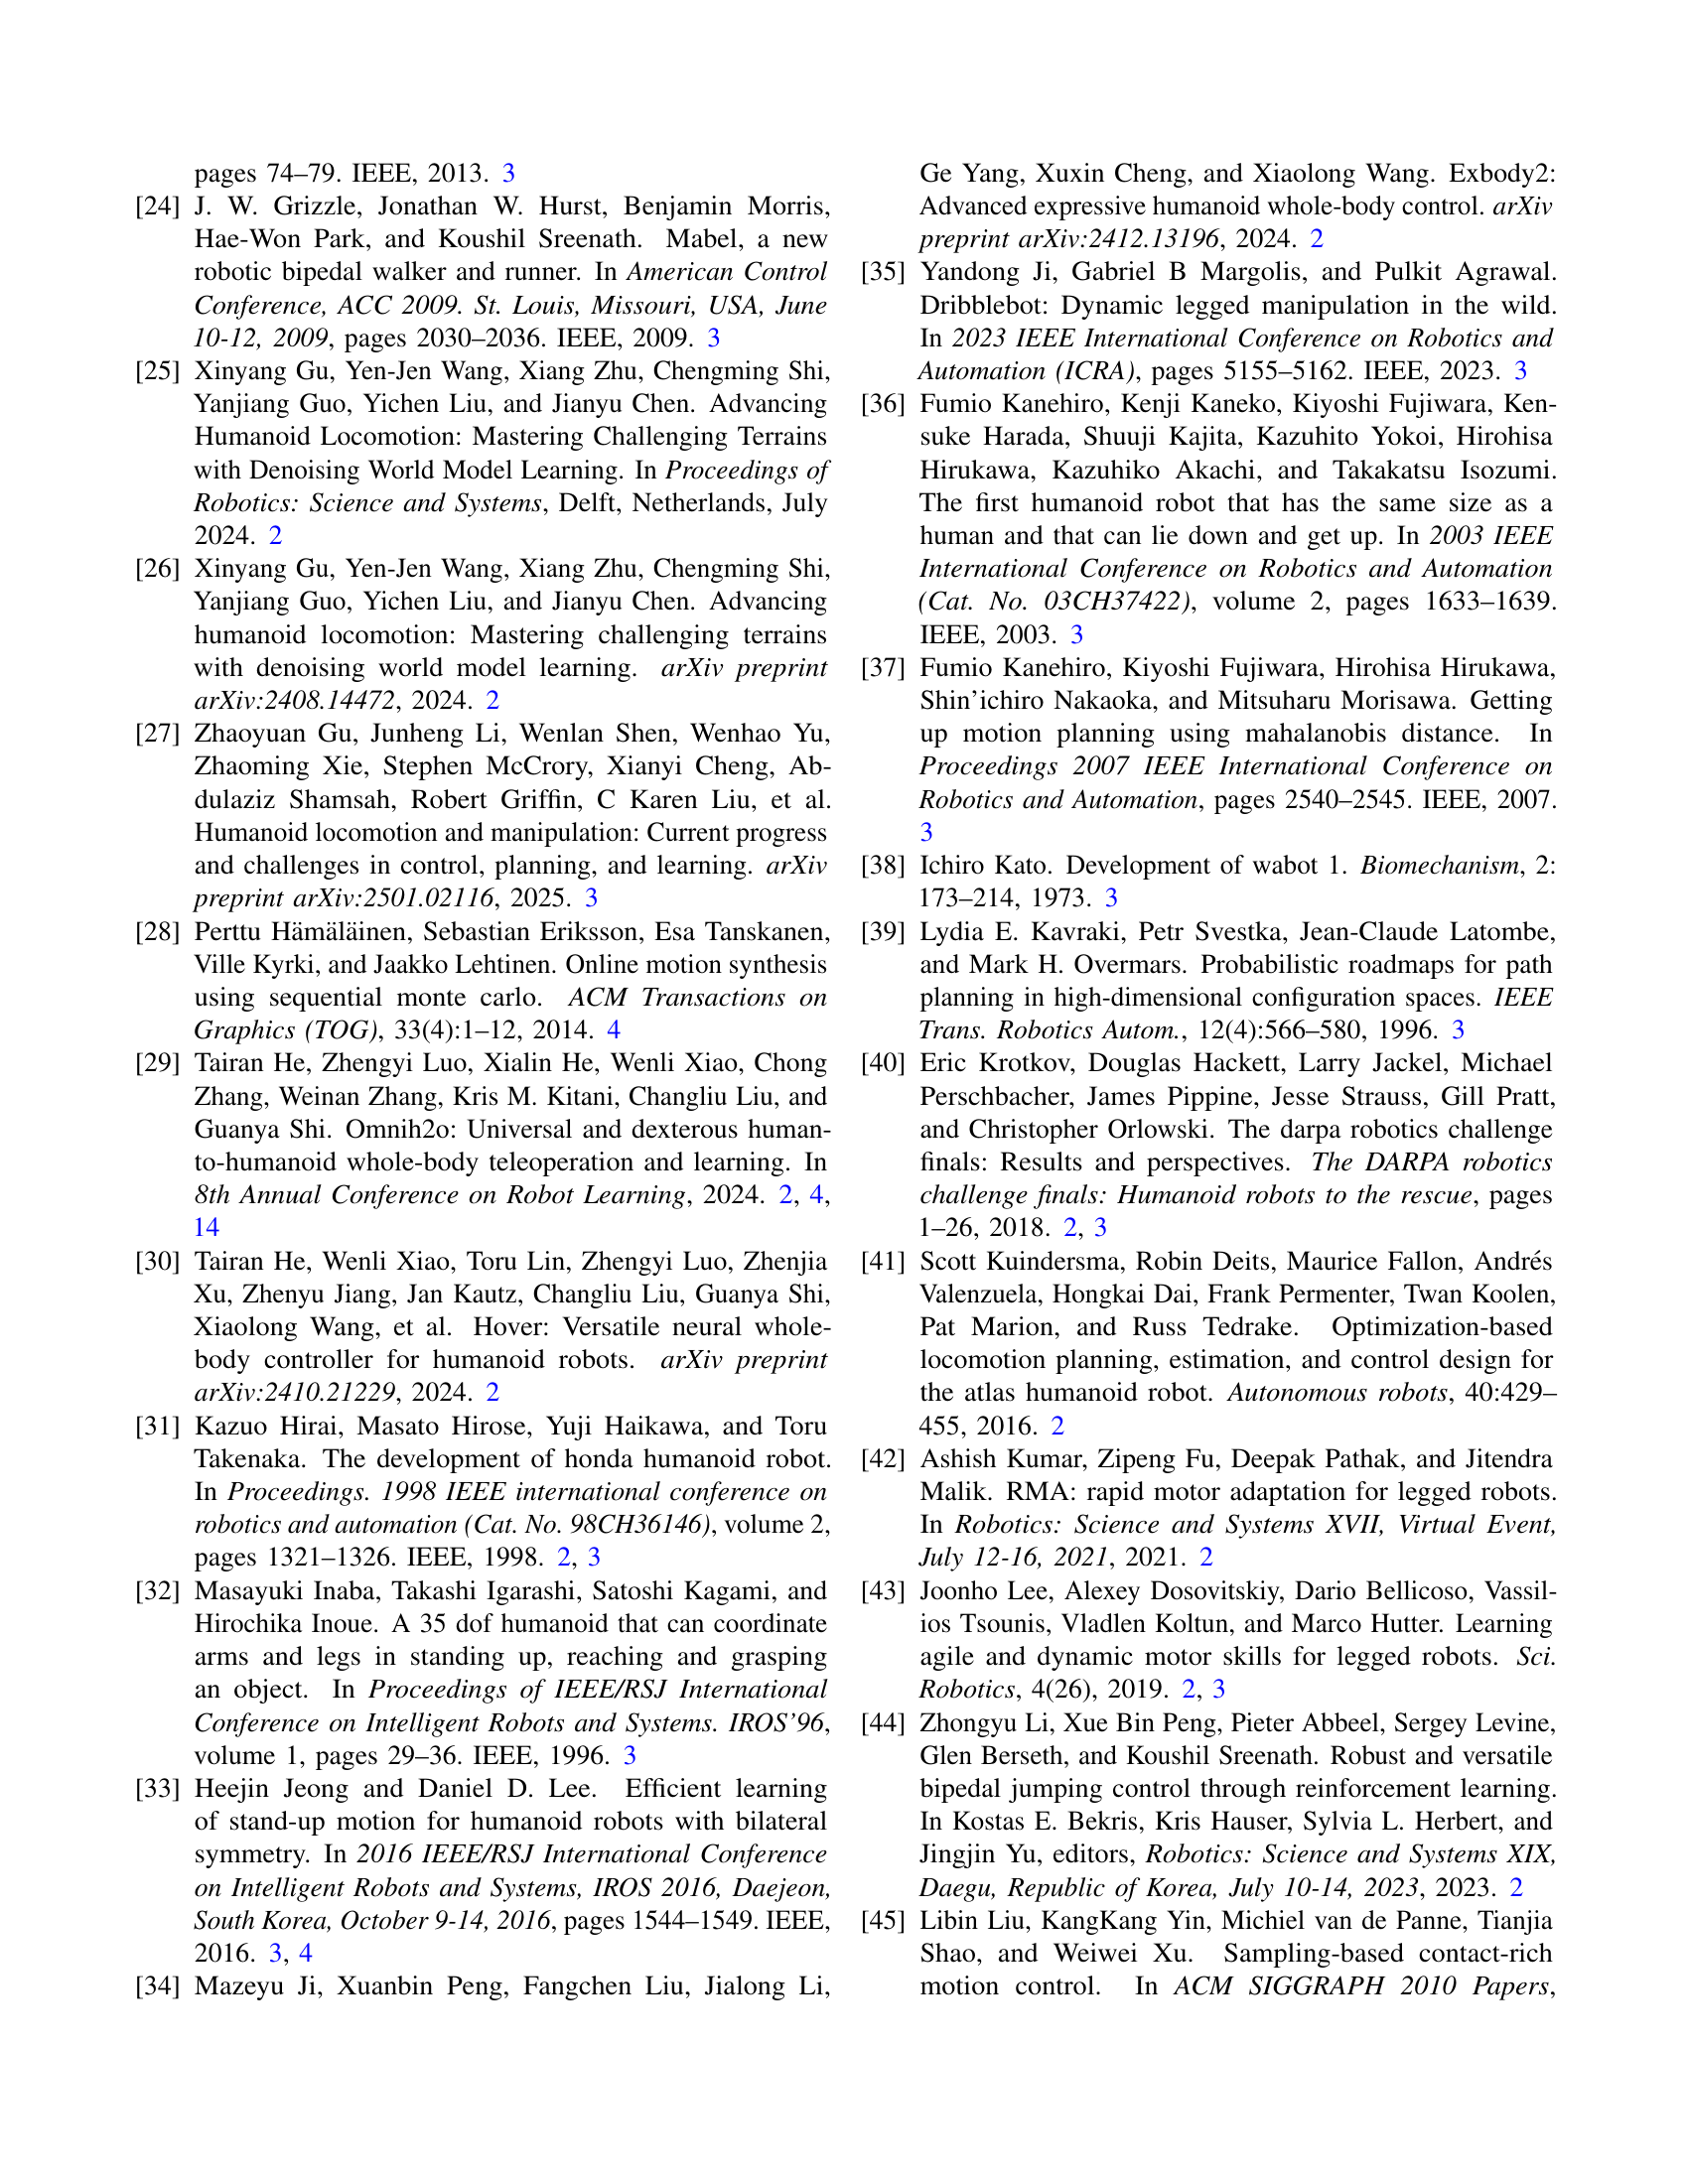 pages 74–79. IEEE, 2013. 3
[24] J. W. Grizzle, Jonathan W. Hurst, Benjamin Morris,
Hae-Won Park, and Koushil Sreenath. Mabel, a new
robotic bipedal walker and runner. In American Control
Conference, ACC 2009. St. Louis, Missouri, USA, June
10-12, 2009, pages 2030–2036. IEEE, 2009. 3
[25] Xinyang Gu, Yen-Jen Wang, Xiang Zhu, Chengming Shi,
Yanjiang Guo, Yichen Liu, and Jianyu Chen. Advancing
Humanoid Locomotion: Mastering Challenging Terrains
with Denoising World Model Learning. In Proceedings of
Robotics: Science and Systems, Delft, Netherlands, July
2024. 2
[26] Xinyang Gu, Yen-Jen Wang, Xiang Zhu, Chengming Shi,
Yanjiang Guo, Yichen Liu, and Jianyu Chen. Advancing
humanoid locomotion: Mastering challenging terrains
with denoising world model learning. arXiv preprint
arXiv:2408.14472, 2024. 2
[27] Zhaoyuan Gu, Junheng Li, Wenlan Shen, Wenhao Yu,
Zhaoming Xie, Stephen McCrory, Xianyi Cheng, Ab-
dulaziz Shamsah, Robert Griffin, C Karen Liu, et al.
Humanoid locomotion and manipulation: Current progress
and challenges in control, planning, and learning. arXiv
preprint arXiv:2501.02116, 2025. 3
[28] Perttu Hämäläinen, Sebastian Eriksson, Esa Tanskanen,
Ville Kyrki, and Jaakko Lehtinen. Online motion synthesis
using sequential monte carlo. ACM Transactions on
Graphics (TOG), 33(4):1–12, 2014. 4
[29] Tairan He, Zhengyi Luo, Xialin He, Wenli Xiao, Chong
Zhang, Weinan Zhang, Kris M. Kitani, Changliu Liu, and
Guanya Shi. Omnih2o: Universal and dexterous human-
to-humanoid whole-body teleoperation and learning. In
8th Annual Conference on Robot Learning, 2024. 2, 4,
14
[30] Tairan He, Wenli Xiao, Toru Lin, Zhengyi Luo, Zhenjia
Xu, Zhenyu Jiang, Jan Kautz, Changliu Liu, Guanya Shi,
Xiaolong Wang, et al. Hover: Versatile neural whole-
body controller for humanoid robots. arXiv preprint
arXiv:2410.21229, 2024. 2
[31] Kazuo Hirai, Masato Hirose, Yuji Haikawa, and Toru
Takenaka. The development of honda humanoid robot.
In Proceedings. 1998 IEEE international conference on
robotics and automation (Cat. No. 98CH36146), volume 2,
pages 1321–1326. IEEE, 1998. 2, 3
[32] Masayuki Inaba, Takashi Igarashi, Satoshi Kagami, and
Hirochika Inoue. A 35 dof humanoid that can coordinate
arms and legs in standing up, reaching and grasping
an object. In Proceedings of IEEE/RSJ International
Conference on Intelligent Robots and Systems. IROS'96,
volume 1, pages 29–36. IEEE, 1996. 3
[33] Heejin Jeong and Daniel D. Lee. Efficient learning
of stand-up motion for humanoid robots with bilateral
symmetry. In 2016 IEEE/RSJ International Conference
on Intelligent Robots and Systems, IROS 2016, Daejeon,
South Korea, October 9-14, 2016, pages 1544–1549. IEEE,
2016. 3, 4
[34] Mazeyu Ji, Xuanbin Peng, Fangchen Liu, Jialong Li,
Ge Yang, Xuxin Cheng, and Xiaolong Wang. Exbody2:
Advanced expressive humanoid whole-body control. arXiv
preprint arXiv:2412.13196, 2024. 2
[35] Yandong Ji, Gabriel B Margolis, and Pulkit Agrawal.
Dribblebot: Dynamic legged manipulation in the wild.
In 2023 IEEE International Conference on Robotics and
Automation (ICRA), pages 5155–5162. IEEE, 2023. 3
[36] Fumio Kanehiro, Kenji Kaneko, Kiyoshi Fujiwara, Ken-
suke Harada, Shuuji Kajita, Kazuhito Yokoi, Hirohisa
Hirukawa, Kazuhiko Akachi, and Takakatsu Isozumi.
The first humanoid robot that has the same size as a
human and that can lie down and get up. In 2003 IEEE
International Conference on Robotics and Automation
(Cat. No. 03CH37422), volume 2, pages 1633–1639.
IEEE, 2003. 3
[37] Fumio Kanehiro, Kiyoshi Fujiwara, Hirohisa Hirukawa,
Shin'ichiro Nakaoka, and Mitsuharu Morisawa. Getting
up motion planning using mahalanobis distance. In
Proceedings 2007 IEEE International Conference on
Robotics and Automation, pages 2540–2545. IEEE, 2007.
3
[38] Ichiro Kato. Development of wabot 1. Biomechanism, 2:
173–214, 1973. 3
[39] Lydia E. Kavraki, Petr Svestka, Jean-Claude Latombe,
and Mark H. Overmars. Probabilistic roadmaps for path
planning in high-dimensional configuration spaces. IEEE
Trans. Robotics Autom., 12(4):566–580, 1996. 3
[40] Eric Krotkov, Douglas Hackett, Larry Jackel, Michael
Perschbacher, James Pippine, Jesse Strauss, Gill Pratt,
and Christopher Orlowski. The darpa robotics challenge
finals: Results and perspectives. The DARPA robotics
challenge finals: Humanoid robots to the rescue, pages
1–26, 2018. 2, 3
[41] Scott Kuindersma, Robin Deits, Maurice Fallon, Andrés
Valenzuela, Hongkai Dai, Frank Permenter, Twan Koolen,
Pat Marion, and Russ Tedrake. Optimization-based
locomotion planning, estimation, and control design for
the atlas humanoid robot. Autonomous robots, 40:429–
455, 2016. 2
[42] Ashish Kumar, Zipeng Fu, Deepak Pathak, and Jitendra
Malik. RMA: rapid motor adaptation for legged robots.
In Robotics: Science and Systems XVII, Virtual Event,
July 12-16, 2021, 2021. 2
[43] Joonho Lee, Alexey Dosovitskiy, Dario Bellicoso, Vassil-
ios Tsounis, Vladlen Koltun, and Marco Hutter. Learning
agile and dynamic motor skills for legged robots. Sci.
Robotics, 4(26), 2019. 2, 3
[44] Zhongyu Li, Xue Bin Peng, Pieter Abbeel, Sergey Levine,
Glen Berseth, and Koushil Sreenath. Robust and versatile
bipedal jumping control through reinforcement learning.
In Kostas E. Bekris, Kris Hauser, Sylvia L. Herbert, and
Jingjin Yu, editors, Robotics: Science and Systems XIX,
Daegu, Republic of Korea, July 10-14, 2023, 2023. 2
[45] Libin Liu, KangKang Yin, Michiel van de Panne, Tianjia
Shao, and Weiwei Xu. Sampling-based contact-rich
motion control. In ACM SIGGRAPH 2010 Papers,